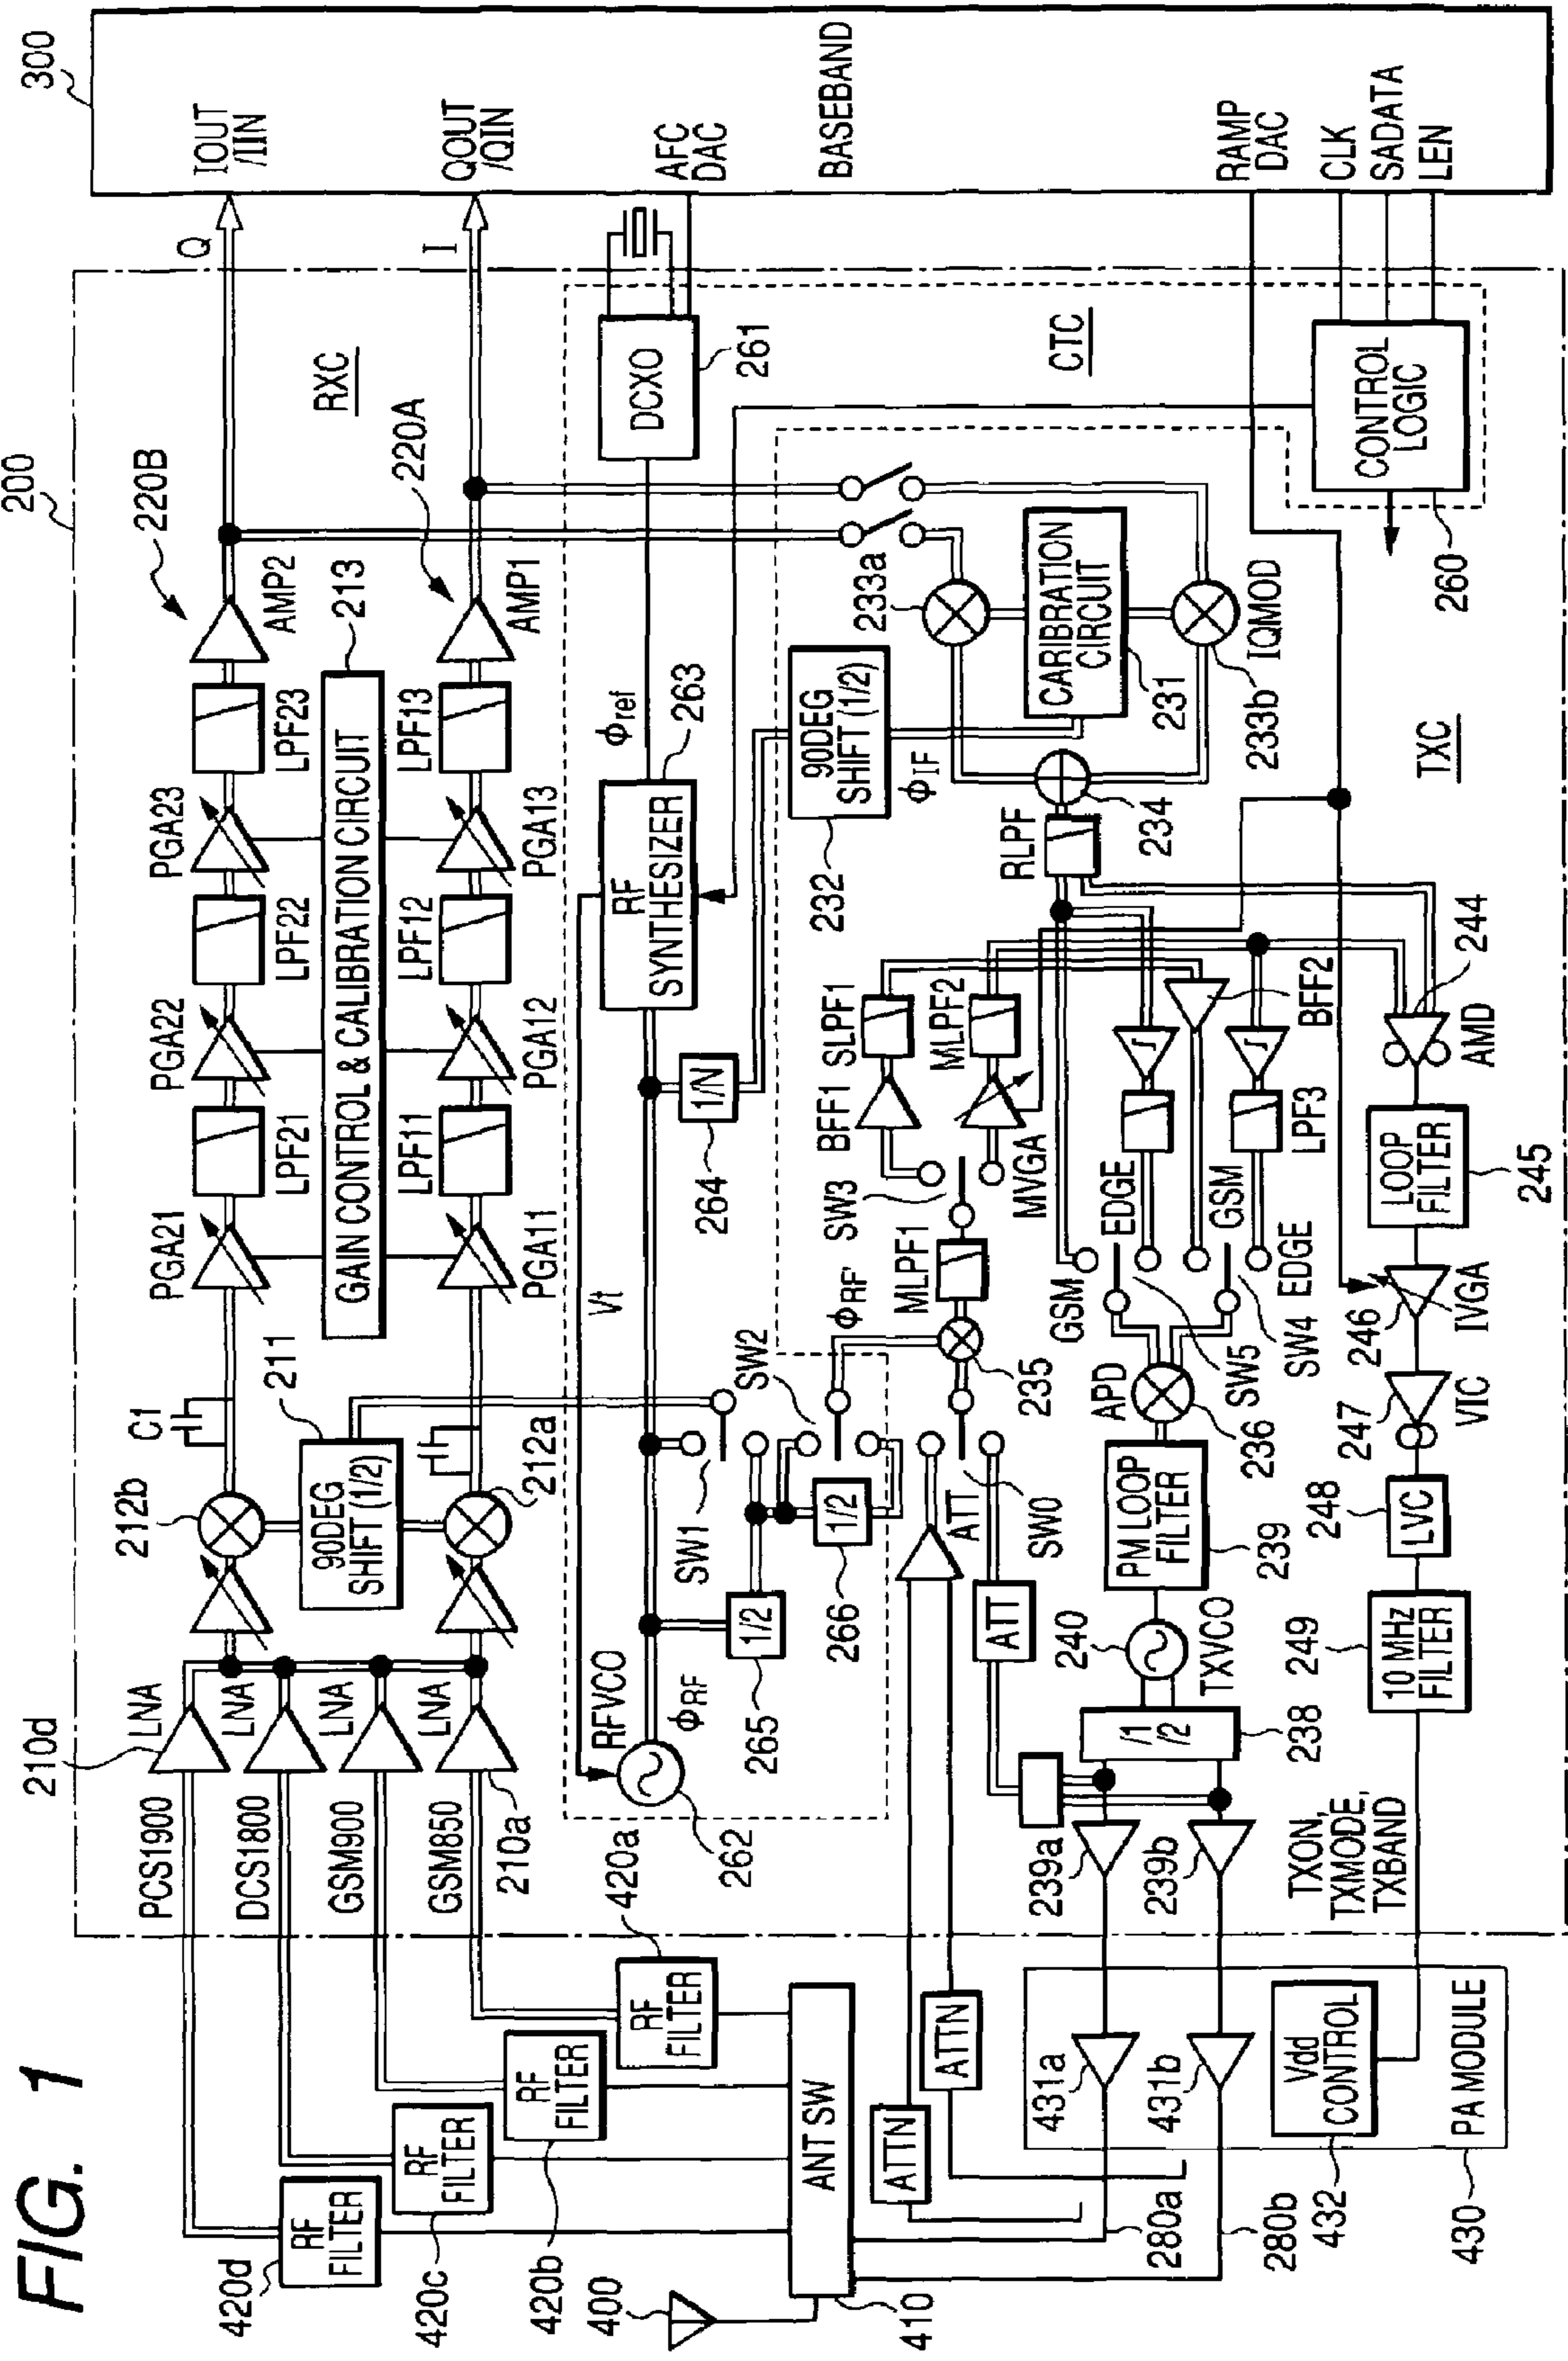 FIG. 1
200
300
220B
RXC
PCS1900
210d
LNA
212b
C1
PGA21
LPF21
PGA22
LPF22
PGA23
LPF23
AMP2
Q
IOUT
/IIN
DCS1800
LNA
211
90DEG
SHIFT (1/2)
GAIN CONTROL & CALIBRATION CIRCUIT
213
GSM900
LNA
GSM850
LNA
210a
212a
PGA11
LPF11
PGA12
LPF12
PGA13
LPF13
AMP1
220A
I
QOUT
/QIN
420d
RF
FILTER
420c
RF
FILTER
420b
RF
FILTER
420a
RF
FILTER
RFVCO
262
ΦRF
Vt
RF
SYNTHESIZER
263
Φref
DCXO
261
AFC
DAC
BASEBAND
265
1/2
SW1
SW2
266
1/2
264
1/N
232
90DEG
SHIFT (1/2)
ΦIF
233a
CARIBRATION
CIRCUIT
231
233b
IQMOD
CTC
400
410
ANT SW
ATTN
ATTN
ATT
SW0
ATT
235
ΦRF'
MLPF1
SW3
BFF1
SLPF1
MVGA
MLPF2
RLPF
234
280a
280b
431a
431b
Vdd
CONTROL
432
PA MODULE
430
239a
239b
/1
/2
238
240
TXVCO
PM LOOP
FILTER
239
APD
236
GSM
EDGE
SW5
GSM
EDGE
SW4
BFF2
LPF3
TXC
TXON,
TXMODE,
TXBAND
249
10 MHz
FILTER
248
LVC
247
VIC
246
IVGA
LOOP
FILTER
245
AMD
244
260
CONTROL
LOGIC
RAMP
DAC
CLK
SADATA
LEN